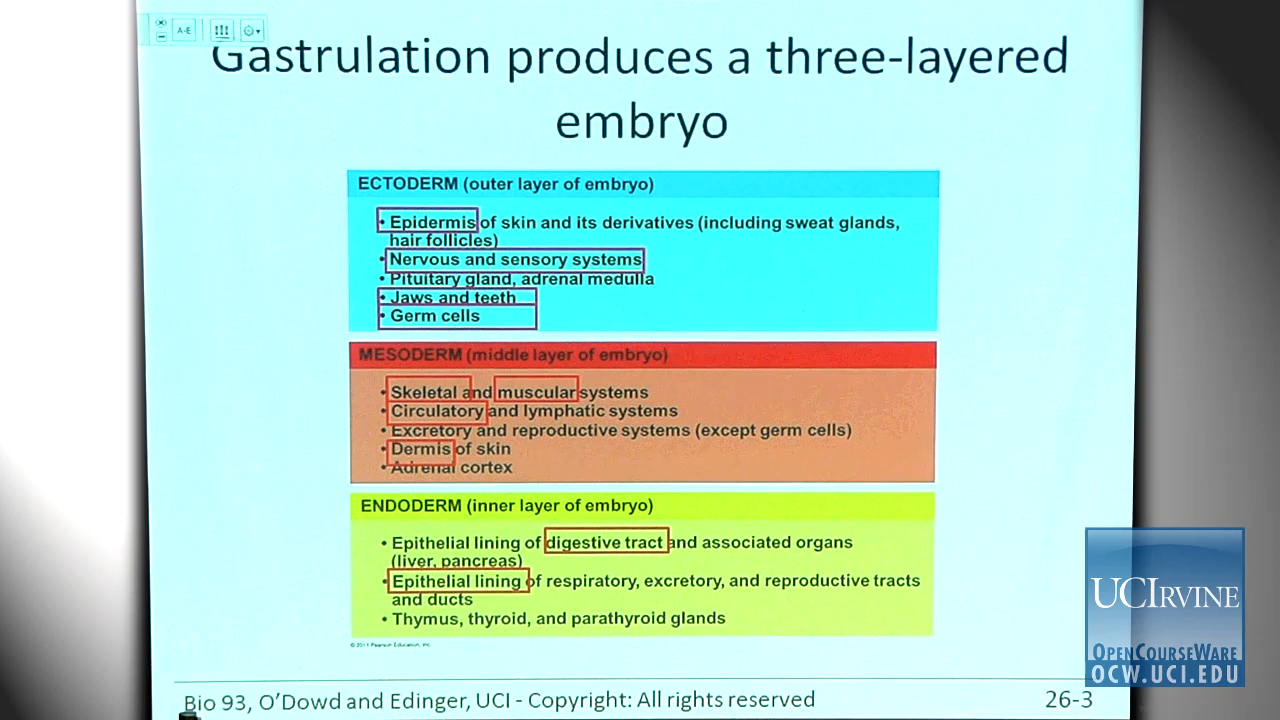 A-E
Gastrulation produces a three-layered
embryo
ECTODERM (outer layer of embryo)
• Epidermis of skin and its derivatives (including sweat glands,
hair follicles)
• Nervous and sensory systems
• Pituitary gland, adrenal medulla
• Jaws and teeth
• Germ cells
MESODERM (middle layer of embryo)
• Skeletal and muscular systems
• Circulatory and lymphatic systems
• Excretory and reproductive systems (except germ cells)
• Dermis of skin
• Adrenal cortex
ENDODERM (inner layer of embryo)
• Epithelial lining of digestive tract and associated organs
(liver, pancreas)
• Epithelial lining of respiratory, excretory, and reproductive tracts
and ducts
• Thymus, thyroid, and parathyroid glands
© 2011 Pearson Education, Inc.
Bio 93, O'Dowd and Edinger, UCI - Copyright: All rights reserved
26-3
UCIRVINE
OPENCOURSEWARE
OCW.UCI.EDU